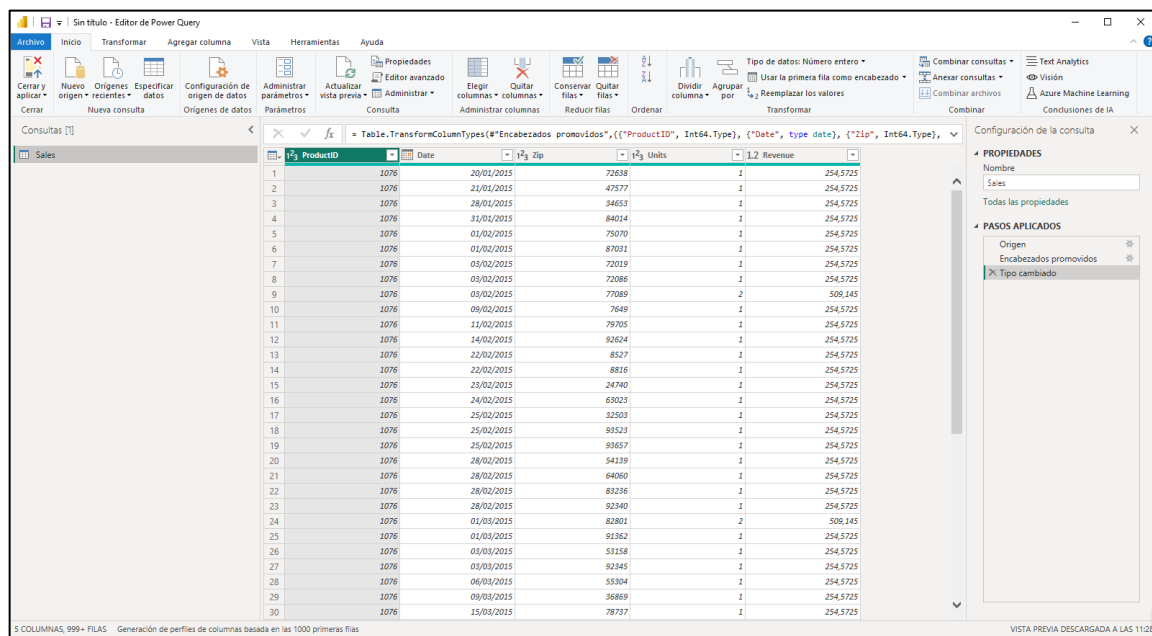 Sin título - Editor de Power Query
Archivo Inicio Transformar Agregar columna Vista Herramientas Ayuda
Cerrar y aplicar
Nuevo origen
Orígenes recientes
Especificar datos
Configuración de origen de datos
Administrar parámetros
Actualizar vista previa
Propiedades
Editor avanzado
Administrar
Elegir columnas
Quitar columnas
Conservar filas
Quitar filas
Dividir columna
Agrupar por
Tipo de datos: Número entero
Usar la primera fila como encabezado
Reemplazar los valores
Combinar consultas
Anexar consultas
Combinar archivos
Text Analytics
Visión
Azure Machine Learning
Cerrar Nueva consulta Orígenes de datos Parámetros Consulta Administrar columnas Reducir filas Ordenar Transformar Combinar Conclusiones de IA
Consultas [1]
Sales
= Table.TransformColumnTypes(#"Encabezados promovidos",{{"ProductID", Int64.Type}, {"Date", type date}, {"Zip", Int64.Type},
ProductID Date Zip Units Revenue
1 1076 20/01/2015 72638 1 254,5725
2 1076 21/01/2015 47577 1 254,5725
3 1076 28/01/2015 34653 1 254,5725
4 1076 31/01/2015 84014 1 254,5725
5 1076 01/02/2015 75070 1 254,5725
6 1076 01/02/2015 87031 1 254,5725
7 1076 03/02/2015 72019 1 254,5725
8 1076 03/02/2015 72086 1 254,5725
9 1076 03/02/2015 77089 2 509,145
10 1076 09/02/2015 7649 1 254,5725
11 1076 11/02/2015 79705 1 254,5725
12 1076 14/02/2015 92624 1 254,5725
13 1076 22/02/2015 8527 1 254,5725
14 1076 22/02/2015 8816 1 254,5725
15 1076 23/02/2015 24740 1 254,5725
16 1076 24/02/2015 63023 1 254,5725
17 1076 25/02/2015 32503 1 254,5725
18 1076 25/02/2015 93523 1 254,5725
19 1076 25/02/2015 93657 1 254,5725
20 1076 28/02/2015 54139 1 254,5725
21 1076 28/02/2015 64060 1 254,5725
22 1076 28/02/2015 83236 1 254,5725
23 1076 28/02/2015 92340 1 254,5725
24 1076 01/03/2015 82801 2 509,145
25 1076 01/03/2015 91362 1 254,5725
26 1076 03/03/2015 53158 1 254,5725
27 1076 03/03/2015 92345 1 254,5725
28 1076 06/03/2015 55304 1 254,5725
29 1076 09/03/2015 36869 1 254,5725
30 1076 15/03/2015 78737 1 254,5725
Configuración de la consulta
PROPIEDADES
Nombre
Sales
Todas las propiedades
PASOS APLICADOS
Origen
Encabezados promovidos
Tipo cambiado
5 COLUMNAS, 999+ FILAS Generación de perfiles de columnas basada en las 1000 primeras filas
VISTA PREVIA DESCARGADA A LAS 11:28